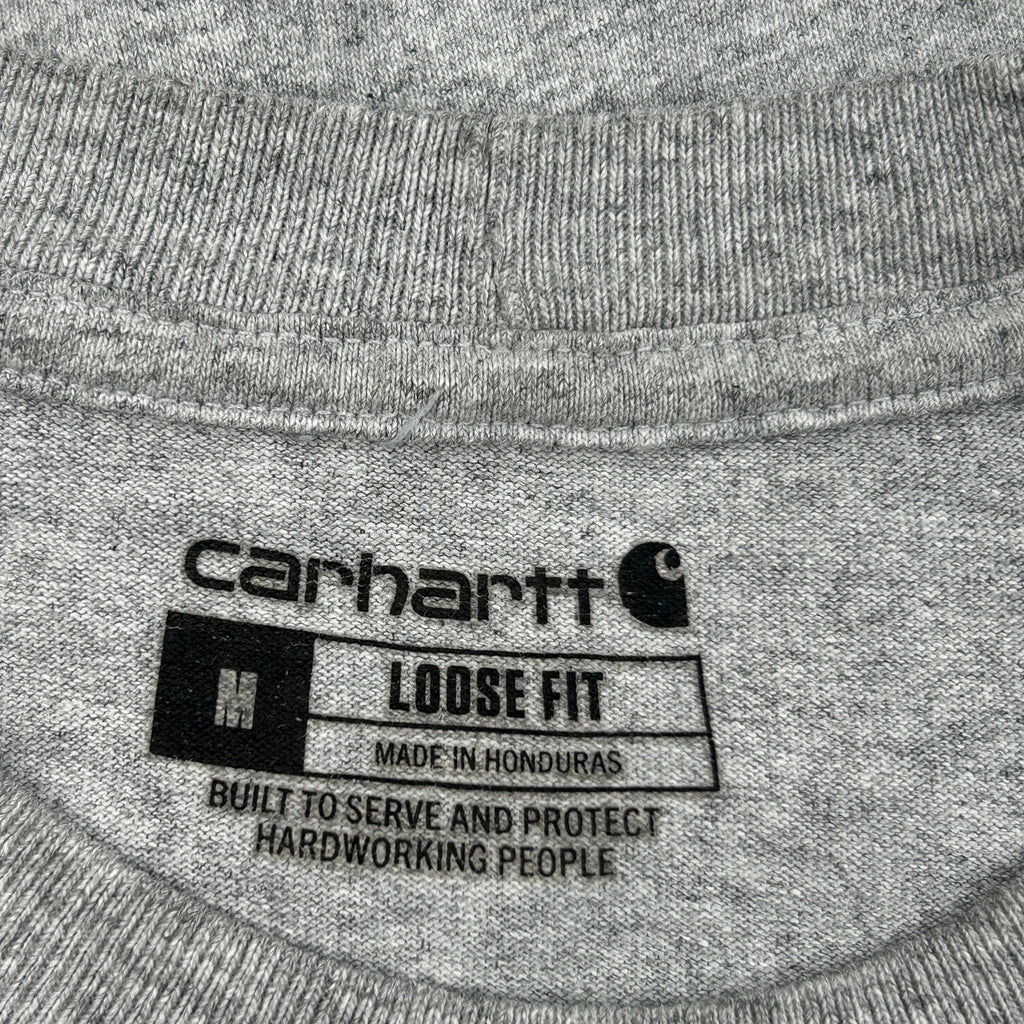 carhartt
M
LOOSE FIT
MADE IN HONDURAS
BUILT TO SERVE AND PROTECT
HARDWORKING PEOPLE